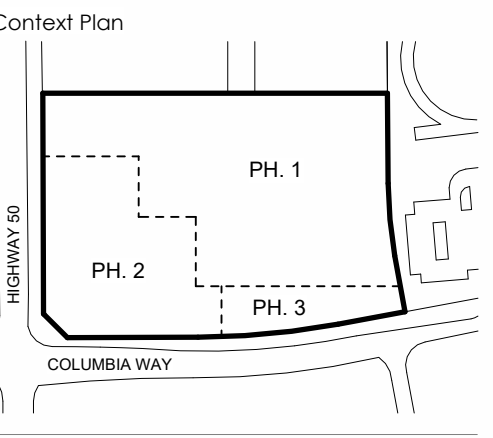 Context Plan
PH. 1
HIGHWAY 50
PH. 2
PH. 3
COLUMBIA WAY